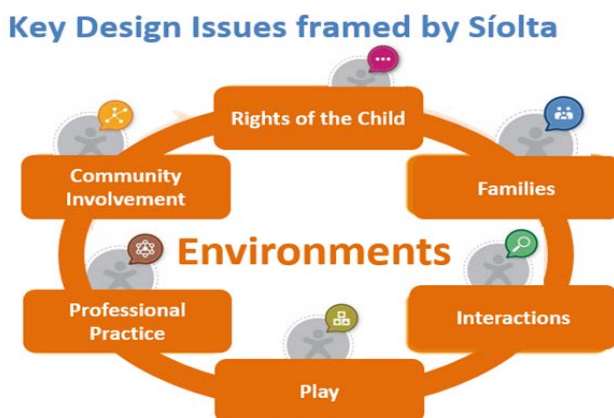 Key Design Issues framed by Síolta
Rights of the Child
Families
Interactions
Play
Professional
Practice
Community
Involvement
Environments